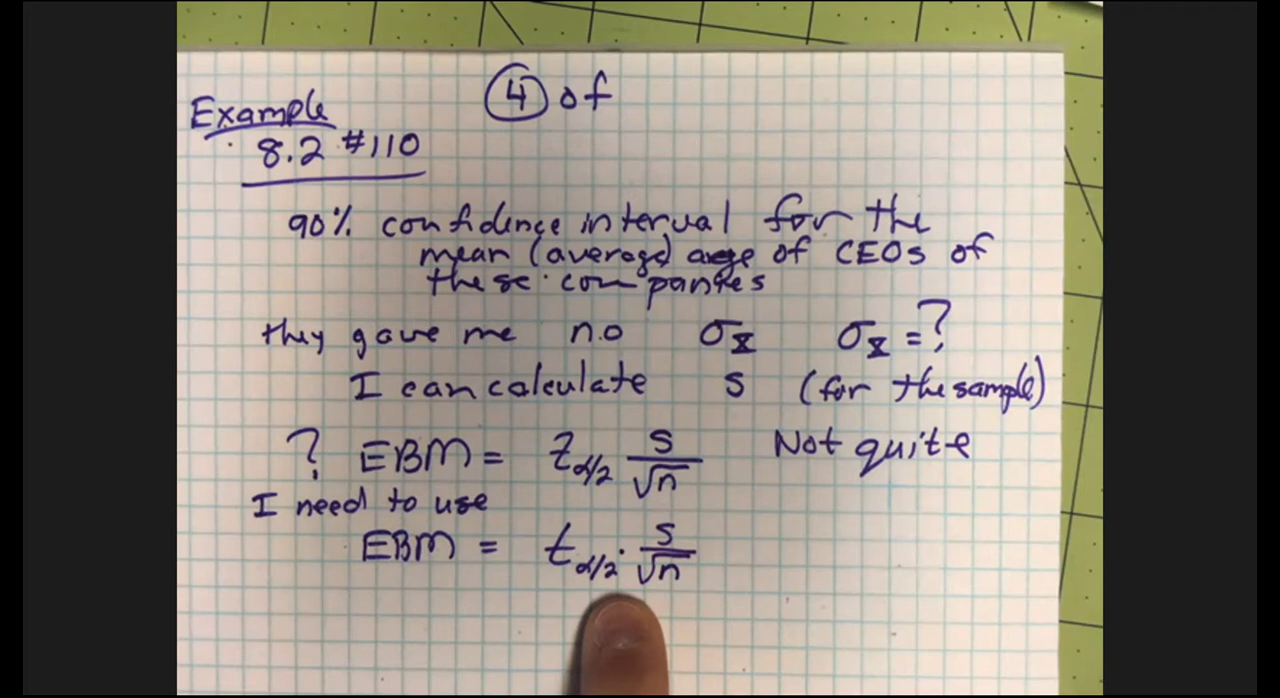 ④ of
Example
8.2 #110
90% confidence interval for the
mean (average) age of CEOs of
these companies
they gave me no σx̄ σx̄ = ?
I can calculate s (for the sample)
? EBM = Z α/2 s/√n Not quite
I need to use
EBM = t α/2 · s/√n